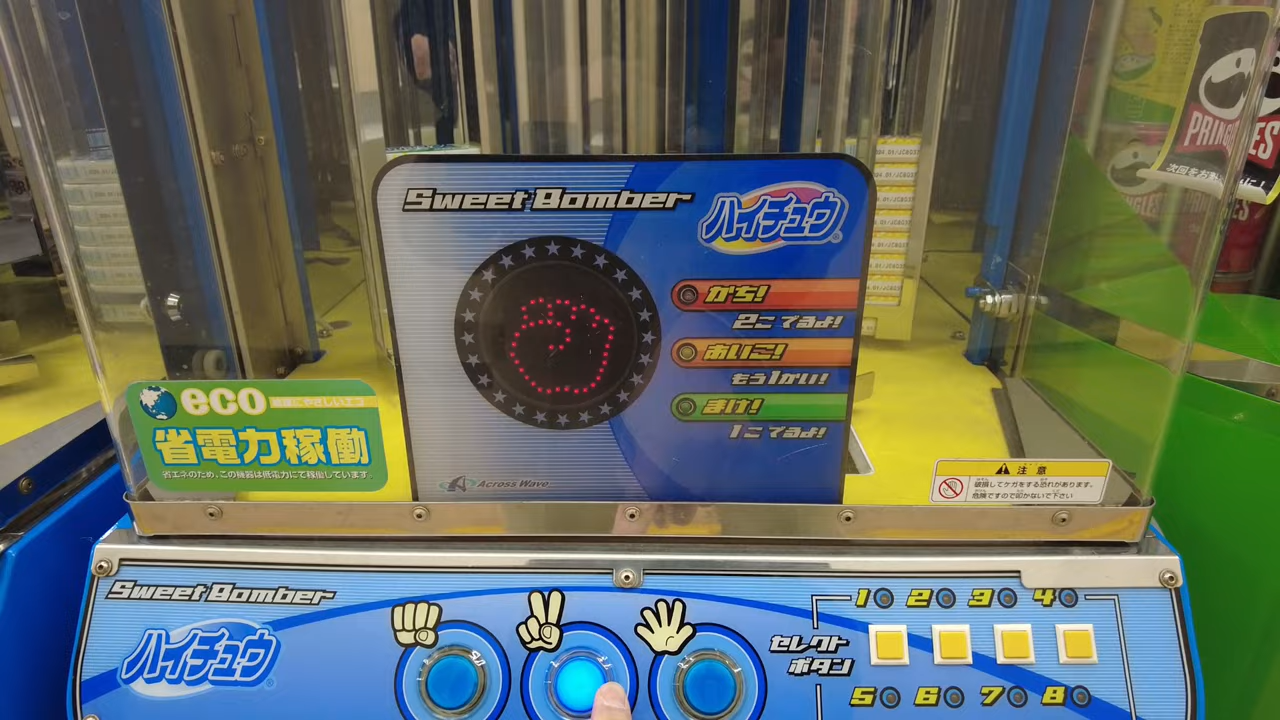 PRINGLES
Sweet Bomber
ハイチュウ
かち!
2こ でるよ!
あいこ!
もう1かい!
まけ!
1こ でるよ!
Across Wave
eco
省電力稼働
省エネのため、この機器は低電力にて稼働しています。
注意
破損してケガをする恐れがあります。
危険ですので叩かないで下さい
Sweet Bomber
ハイチュウ
セレクト
ボタン
1 2 3 4
5 6 7 8